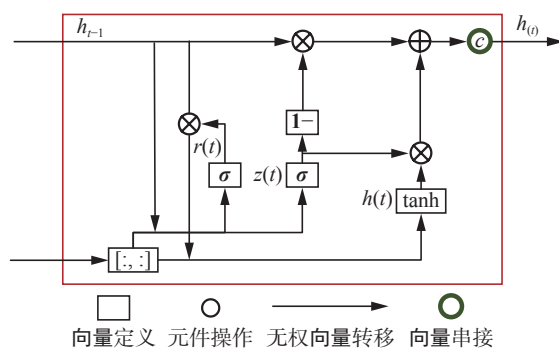 h_{t−1} h_{(t)}
c
1−
r(t)
σ z(t) σ
h(t) tanh
[:, :]
向量定义 元件操作 无权向量转移 向量串接